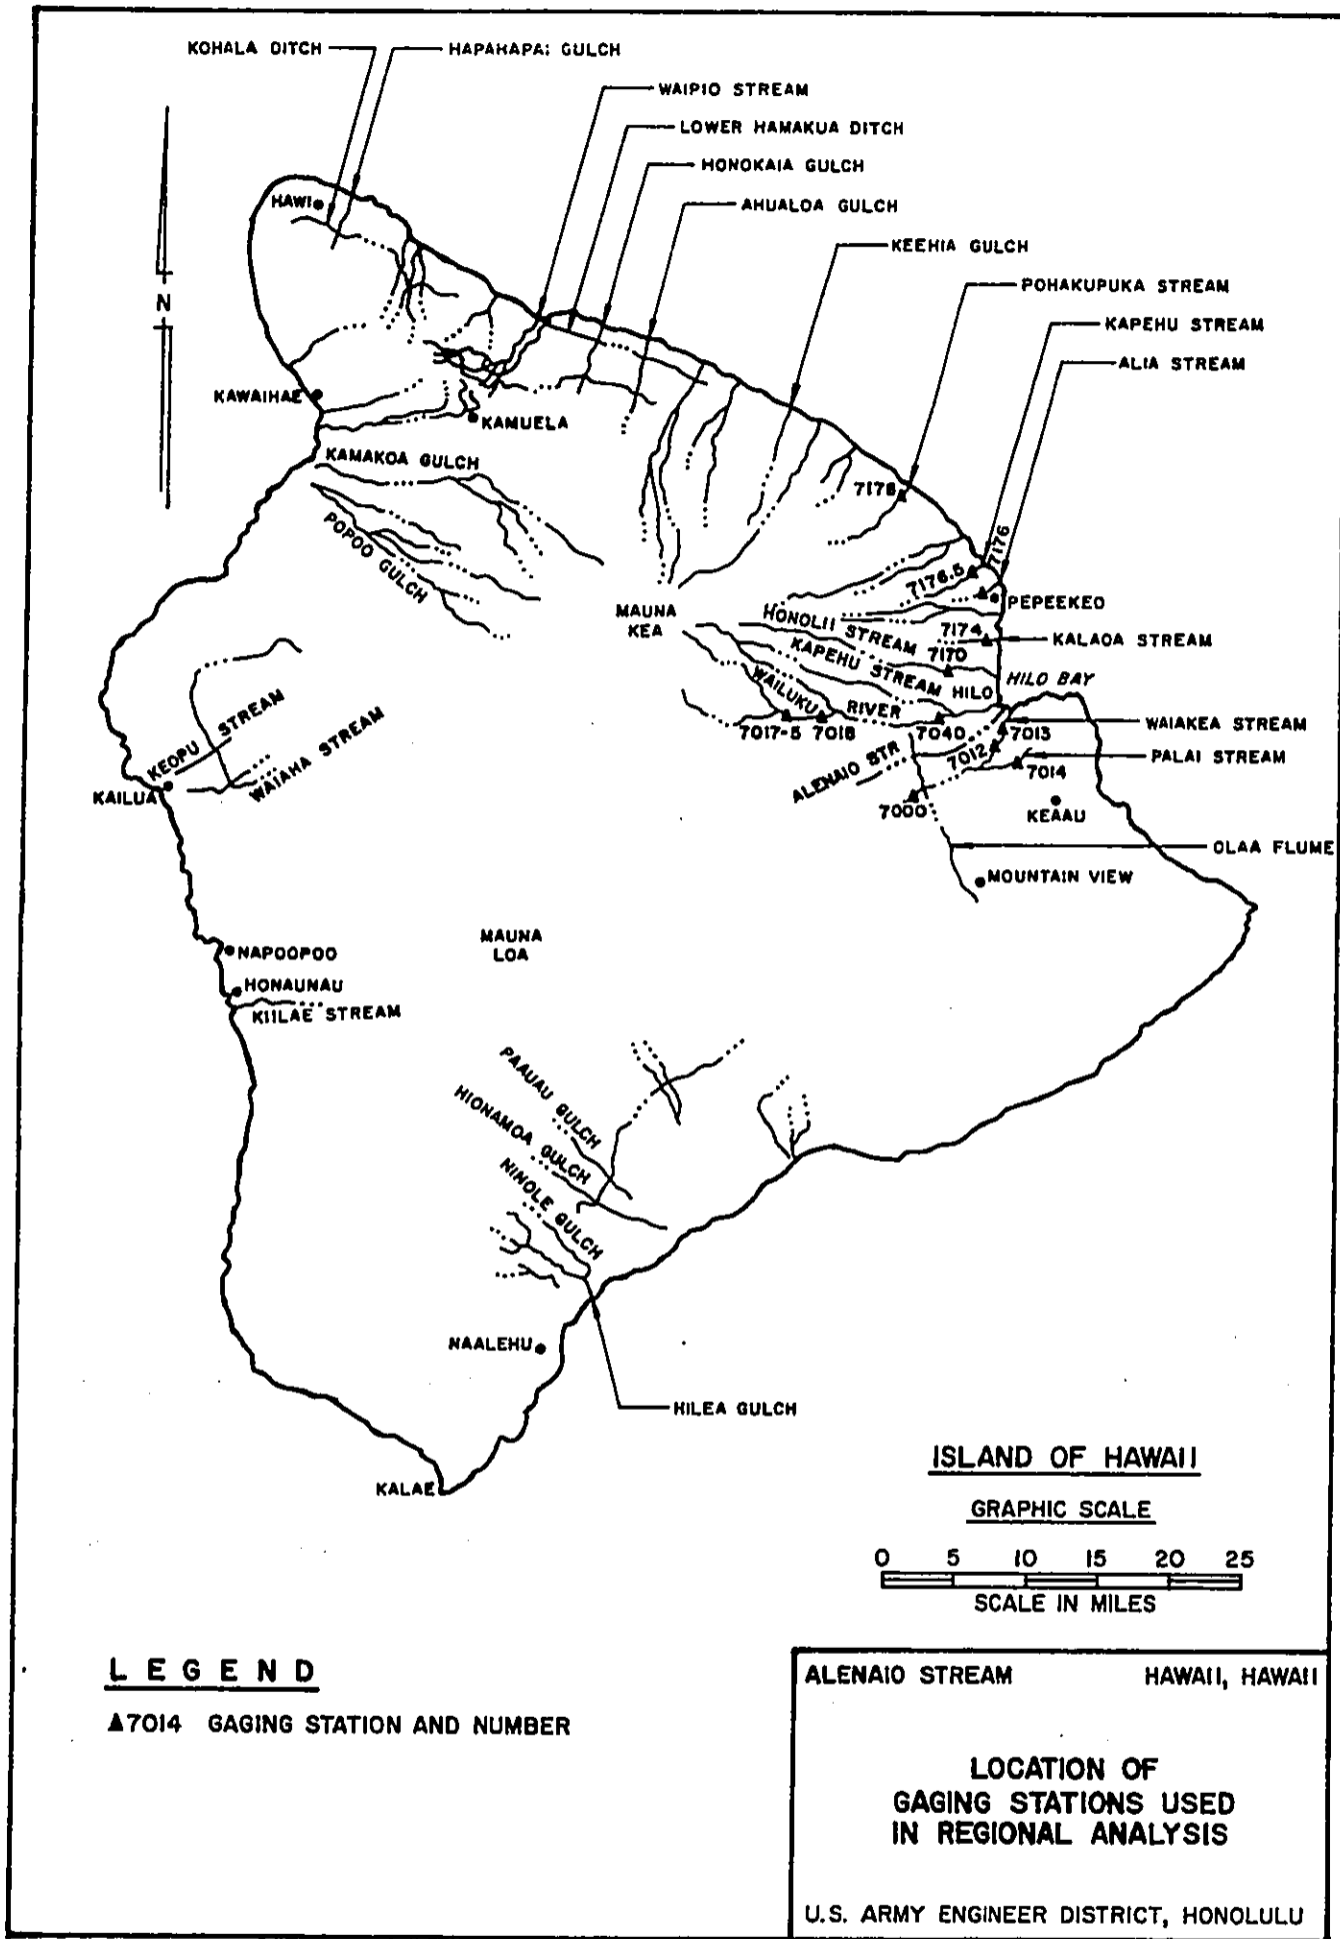 KOHALA DITCH
HAPAHAPAI GULCH
WAIPIO STREAM
LOWER HAMAKUA DITCH
HONOKAIA GULCH
AHUALOA GULCH
KEEHIA GULCH
POHAKUPUKA STREAM
KAPEHU STREAM
ALIA STREAM
HAWI
N
KAWAIHAE
KAMUELA
KAMAKOA GULCH
POPOO GULCH
7178
7176
7176.5
PEPEEKEO
MAUNA
KEA
HONOLII STREAM
7174
KALAOA STREAM
7170
KAPEHU STREAM
HILO
HILO BAY
WAILUKU RIVER
7017-5
7018
7040
7013
WAIAKEA STREAM
7012
PALAI STREAM
7014
ALENAIO STR
7000
KEAAU
OLAA FLUME
MOUNTAIN VIEW
KEOPU STREAM
WAIAHA STREAM
KAILUA
NAPOOPOO
MAUNA
LOA
HONAUNAU
KIILAE STREAM
PAAUAU GULCH
HIONAMOA GULCH
NINOLE GULCH
NAALEHU
HILEA GULCH
KALAE
ISLAND OF HAWAII
GRAPHIC SCALE
0 5 10 15 20 25
SCALE IN MILES
LEGEND
▲7014 GAGING STATION AND NUMBER
ALENAIO STREAM HAWAII, HAWAII
LOCATION OF
GAGING STATIONS USED
IN REGIONAL ANALYSIS
U.S. ARMY ENGINEER DISTRICT, HONOLULU